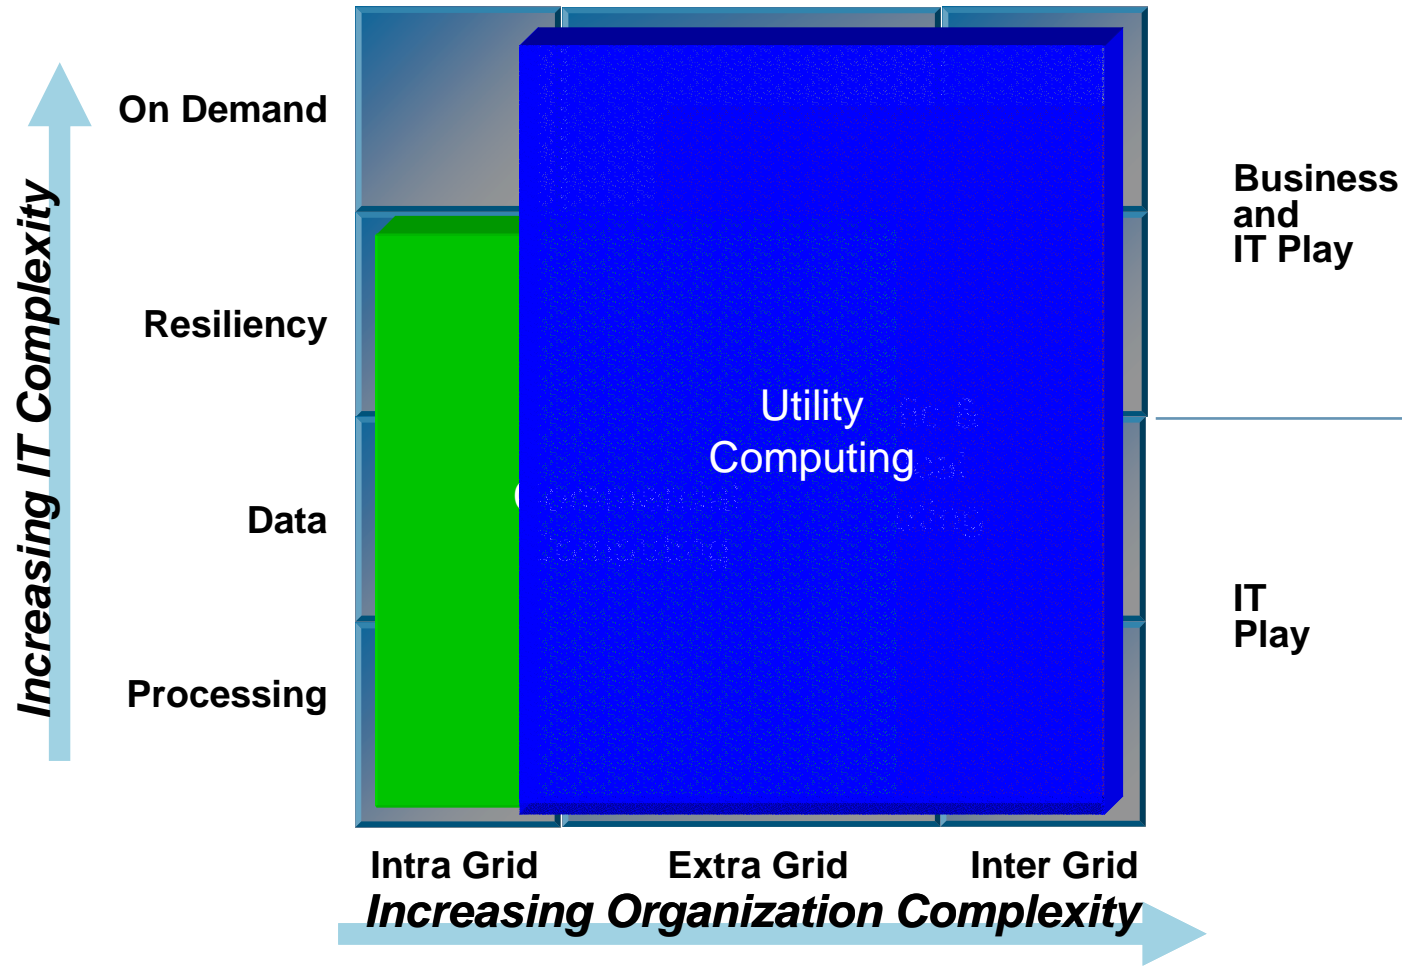 On Demand
Resiliency
Data
Processing
Increasing IT Complexity
Utility
Computing
Business
and
IT Play
IT
Play
Intra Grid
Extra Grid
Inter Grid
Increasing Organization Complexity